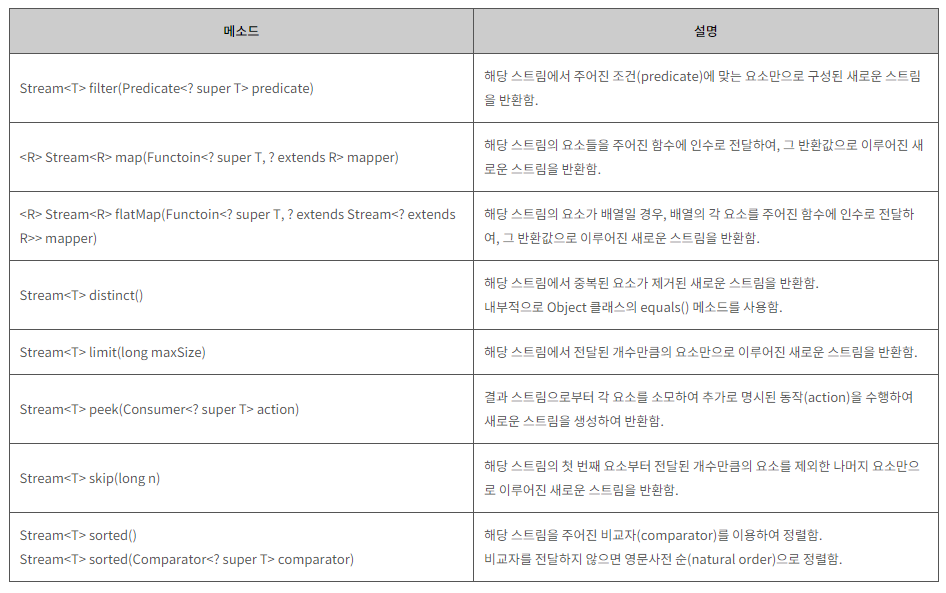 메소드
설명
Stream<T> filter(Predicate<? super T> predicate)
해당 스트림에서 주어진 조건(predicate)에 맞는 요소만으로 구성된 새로운 스트림
을 반환함.
<R> Stream<R> map(Functoin<? super T, ? extends R> mapper)
해당 스트림의 요소들을 주어진 함수에 인수로 전달하여, 그 반환값으로 이루어진 새
로운 스트림을 반환함.
<R> Stream<R> flatMap(Functoin<? super T, ? extends Stream<? extends
R>> mapper)
해당 스트림의 요소가 배열일 경우, 배열의 각 요소를 주어진 함수에 인수로 전달하
여, 그 반환값으로 이루어진 새로운 스트림을 반환함.
Stream<T> distinct()
해당 스트림에서 중복된 요소가 제거된 새로운 스트림을 반환함.
내부적으로 Object 클래스의 equals() 메소드를 사용함.
Stream<T> limit(long maxSize)
해당 스트림에서 전달된 개수만큼의 요소만으로 이루어진 새로운 스트림을 반환함.
Stream<T> peek(Consumer<? super T> action)
결과 스트림으로부터 각 요소를 소모하여 추가로 명시된 동작(action)을 수행하여
새로운 스트림을 생성하여 반환함.
Stream<T> skip(long n)
해당 스트림의 첫 번째 요소부터 전달된 개수만큼의 요소를 제외한 나머지 요소만으
로 이루어진 새로운 스트림을 반환함.
Stream<T> sorted()
Stream<T> sorted(Comparator<? super T> comparator)
해당 스트림을 주어진 비교자(comparator)를 이용하여 정렬함.
비교자를 전달하지 않으면 영문사전 순(natural order)으로 정렬함.